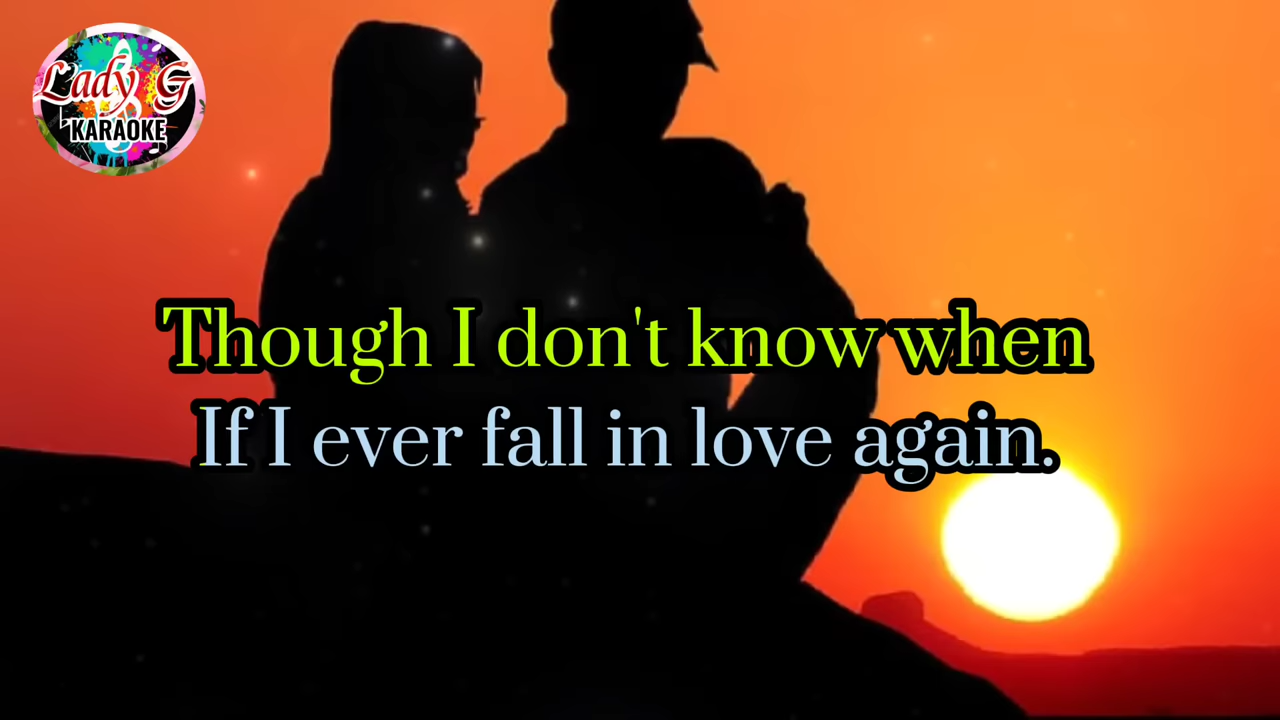 Lady G
KARAOKE
Though I don't know when
If I ever fall in love again.